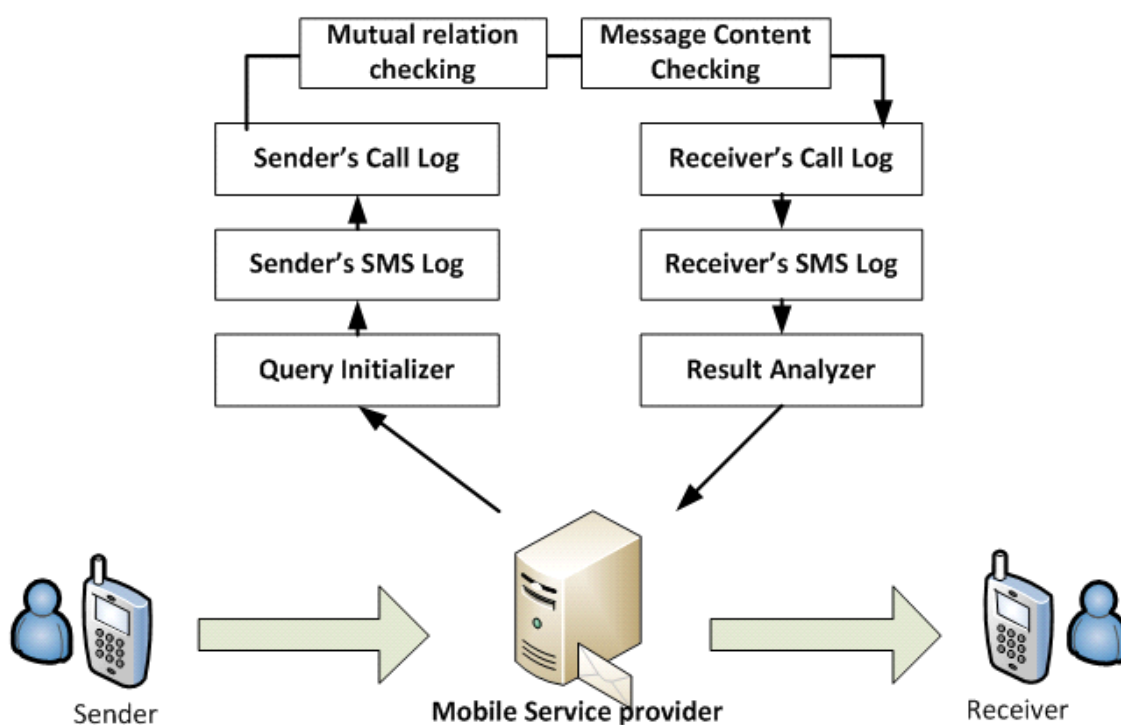 Mutual relation
checking
Message Content
Checking
Sender's Call Log
Receiver's Call Log
Sender's SMS Log
Receiver's SMS Log
Query Initializer
Result Analyzer
Sender
Mobile Service provider
Receiver